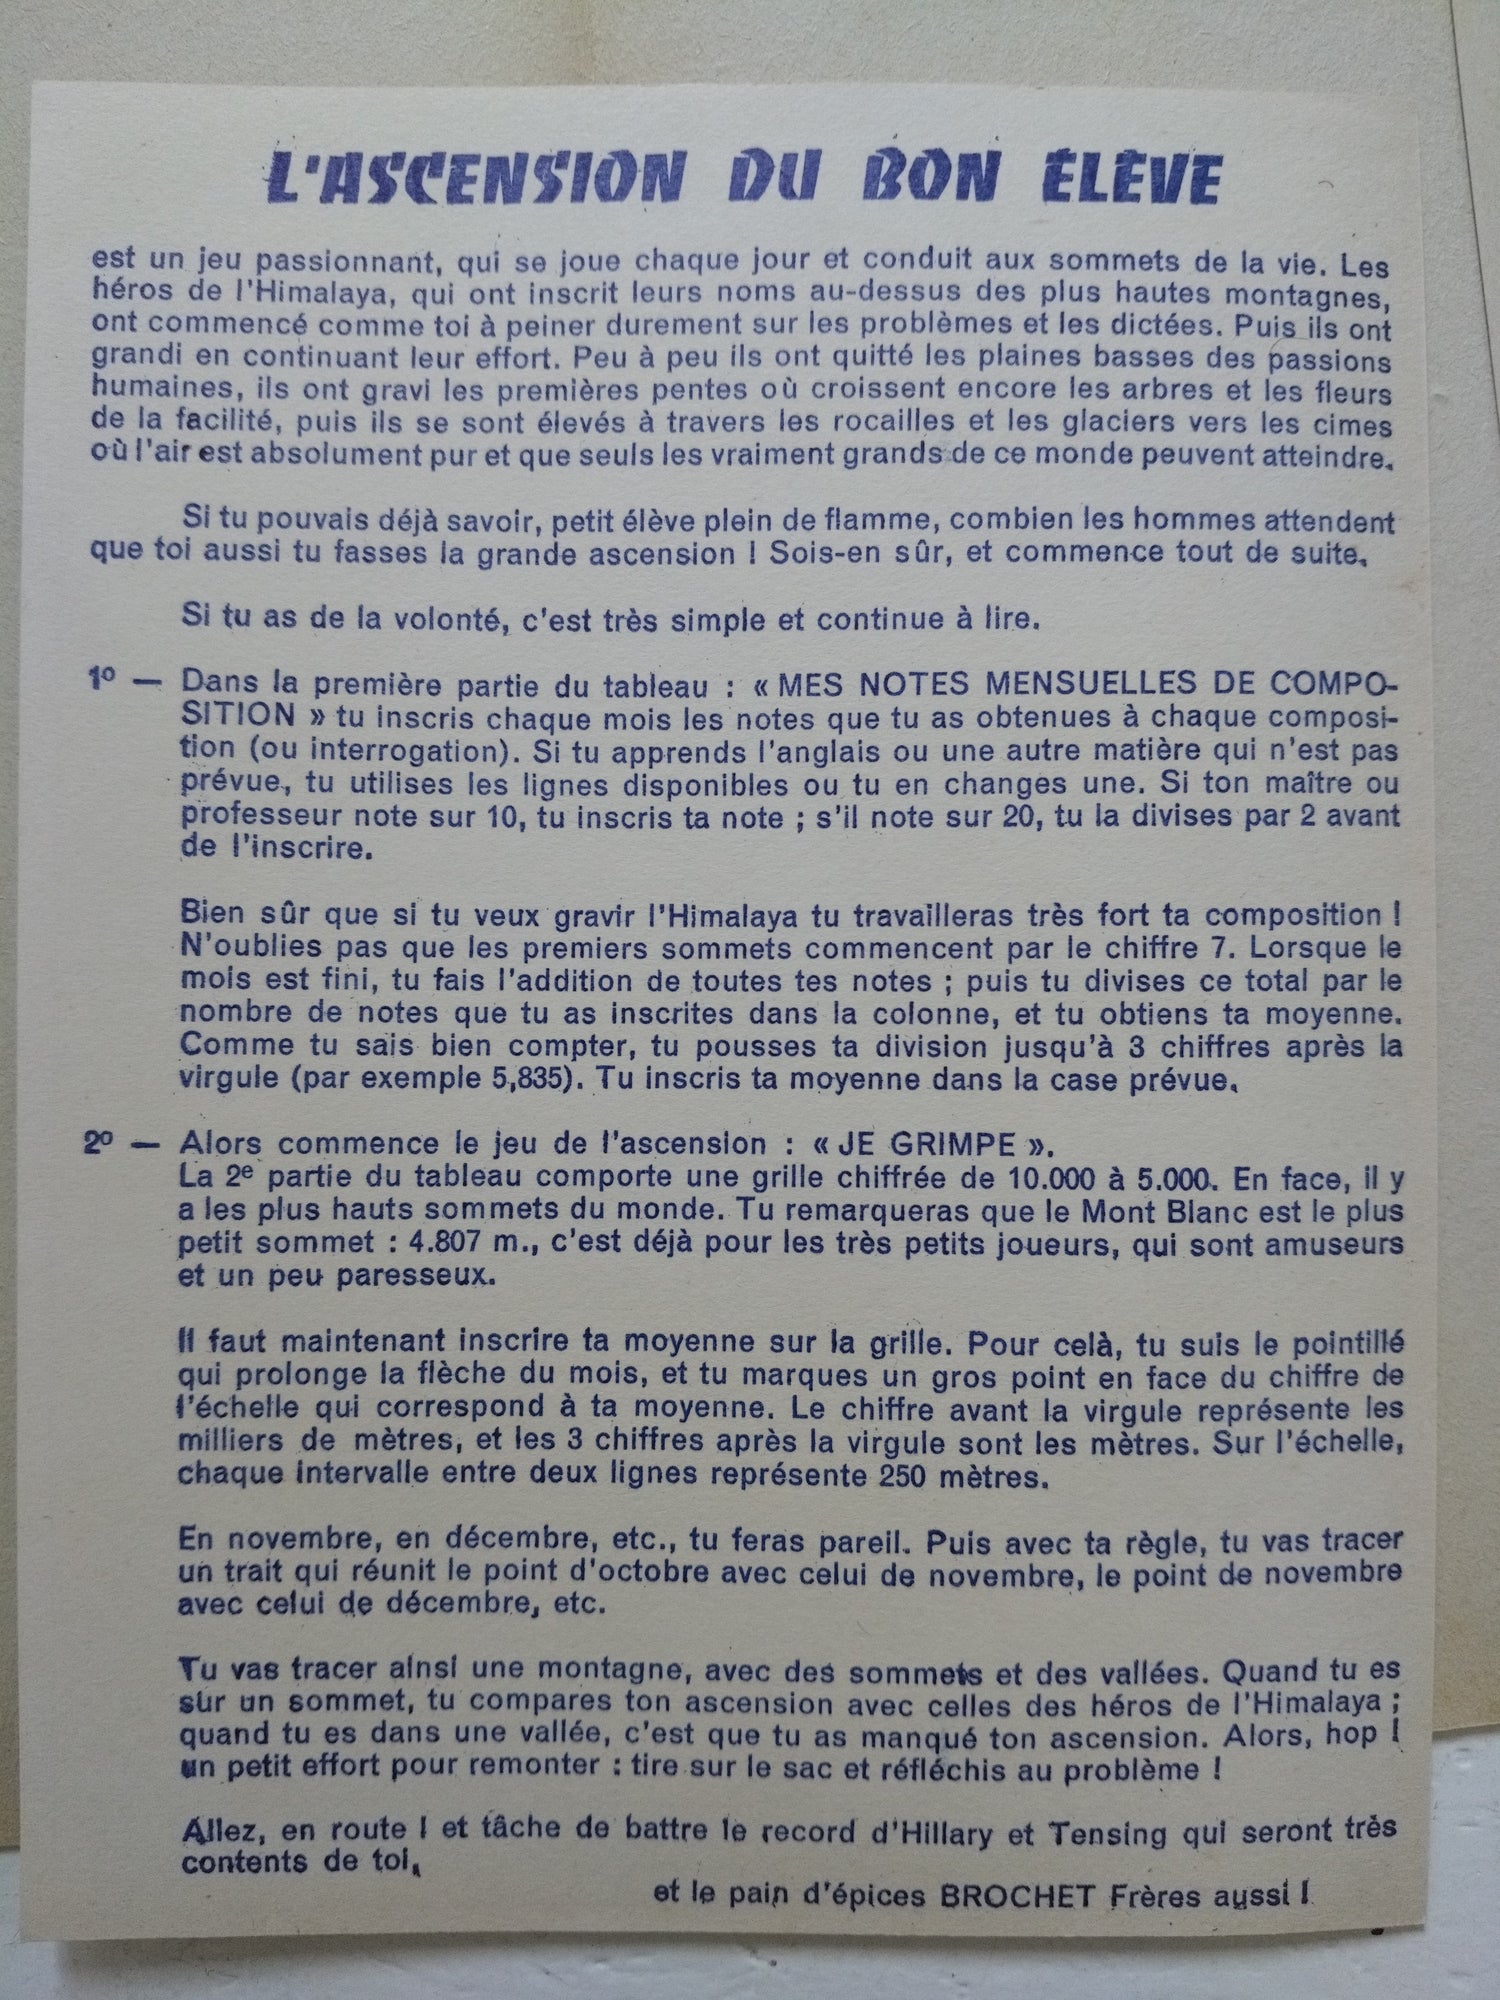 L'ASCENSION DU BON ÉLÈVE
est un jeu passionnant, qui se joue chaque jour et conduit aux sommets de la vie. Les
héros de l'Himalaya, qui ont inscrit leurs noms au-dessus des plus hautes montagnes,
ont commencé comme toi à peiner durement sur les problèmes et les dictées. Puis ils ont
grandi en continuant leur effort. Peu à peu ils ont quitté les plaines basses des passions
humaines, ils ont gravi les premières pentes où croissent encore les arbres et les fleurs
de la facilité, puis ils se sont élevés à travers les rocailles et les glaciers vers les cimes
où l'air est absolument pur et que seuls les vraiment grands de ce monde peuvent atteindre.
Si tu pouvais déjà savoir, petit élève plein de flamme, combien les hommes attendent
que toi aussi tu fasses la grande ascension ! Sois-en sûr, et commence tout de suite.
Si tu as de la volonté, c'est très simple et continue à lire.
1º — Dans la première partie du tableau : « MES NOTES MENSUELLES DE COMPO-
SITION » tu inscris chaque mois les notes que tu as obtenues à chaque composi-
tion (ou interrogation). Si tu apprends l'anglais ou une autre matière qui n'est pas
prévue, tu utilises les lignes disponibles ou tu en changes une. Si ton maître ou
professeur note sur 10, tu inscris ta note ; s'il note sur 20, tu la divises par 2 avant
de l'inscrire.
Bien sûr que si tu veux gravir l'Himalaya tu travailleras très fort ta composition !
N'oublies pas que les premiers sommets commencent par le chiffre 7. Lorsque le
mois est fini, tu fais l'addition de toutes tes notes ; puis tu divises ce total par le
nombre de notes que tu as inscrites dans la colonne, et tu obtiens ta moyenne.
Comme tu sais bien compter, tu pousses ta division jusqu'à 3 chiffres après la
virgule (par exemple 5,835). Tu inscris ta moyenne dans la case prévue.
2º — Alors commence le jeu de l'ascension : « JE GRIMPE ».
La 2e partie du tableau comporte une grille chiffrée de 10.000 à 5.000. En face, il y
a les plus hauts sommets du monde. Tu remarqueras que le Mont Blanc est le plus
petit sommet : 4.807 m., c'est déjà pour les très petits joueurs, qui sont amuseurs
et un peu paresseux.
Il faut maintenant inscrire ta moyenne sur la grille. Pour celà, tu suis le pointillé
qui prolonge la flèche du mois, et tu marques un gros point en face du chiffre de
l'échelle qui correspond à ta moyenne. Le chiffre avant la virgule représente les
milliers de mètres, et les 3 chiffres après la virgule sont les mètres. Sur l'échelle,
chaque intervalle entre deux lignes représente 250 mètres.
En novembre, en décembre, etc., tu feras pareil. Puis avec ta règle, tu vas tracer
un trait qui réunit le point d'octobre avec celui de novembre, le point de novembre
avec celui de décembre, etc.
Tu vas tracer ainsi une montagne, avec des sommets et des vallées. Quand tu es
sur un sommet, tu compares ton ascension avec celles des héros de l'Himalaya ;
quand tu es dans une vallée, c'est que tu as manqué ton ascension. Alors, hop !
un petit effort pour remonter : tire sur le sac et réfléchis au problème !
Allez, en route ! et tâche de battre le record d'Hillary et Tensing qui seront très
contents de toi,
et le pain d'épices BROCHET Frères aussi !